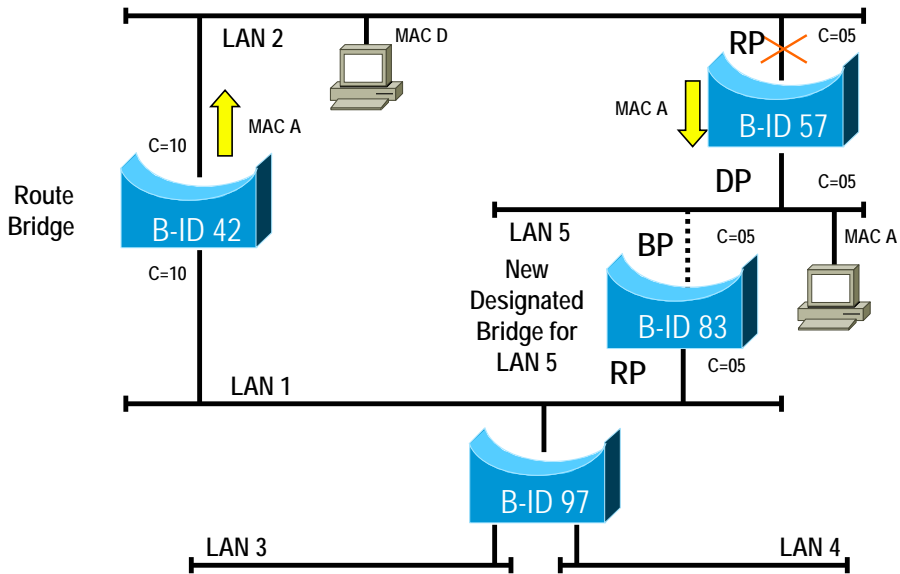 LAN 2
MAC D
RP
C=05
MAC A
MAC A
B-ID 57
C=10
DP
C=05
Route
Bridge
B-ID 42
LAN 5
BP
C=05
MAC A
C=10
New
Designated
Bridge for
LAN 5
B-ID 83
RP
C=05
LAN 1
B-ID 97
LAN 3
LAN 4